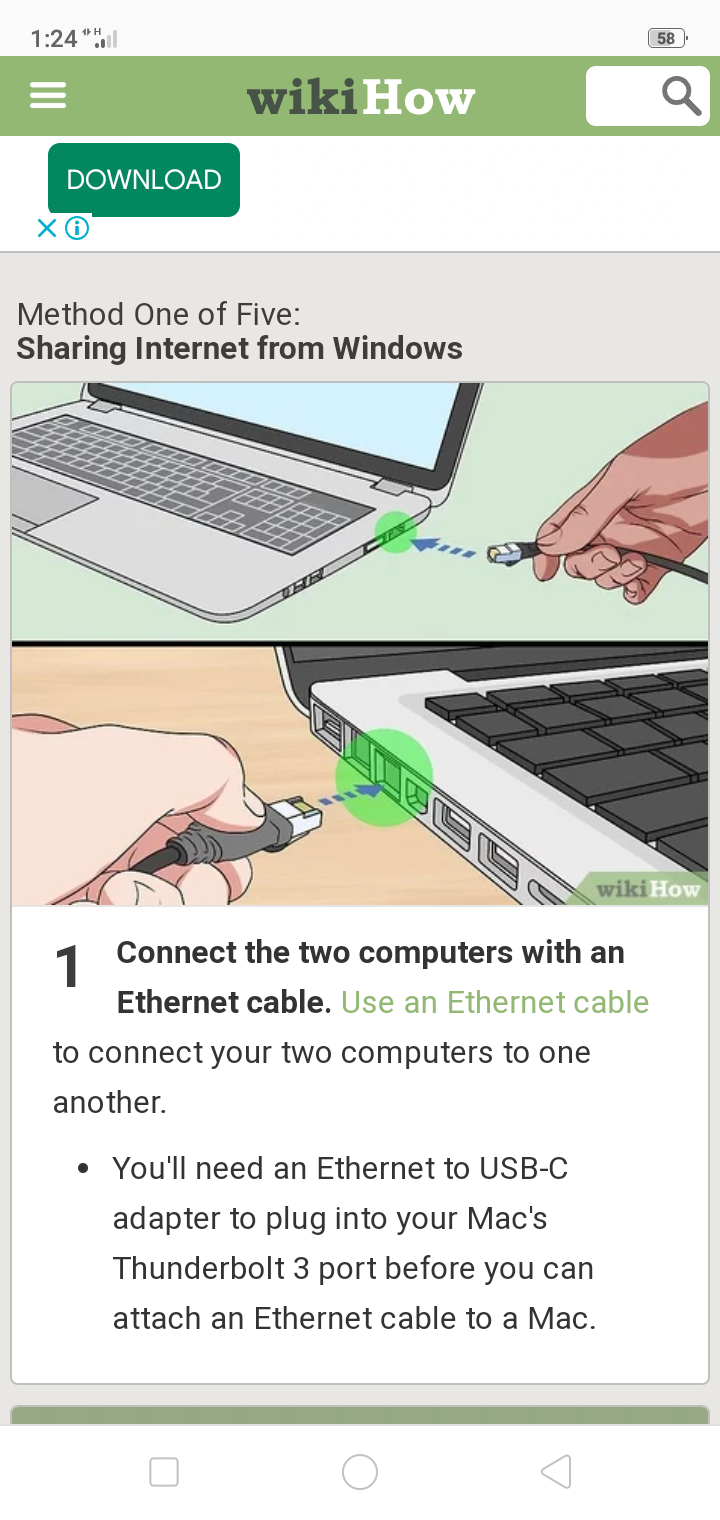 1:24 H
58
wikiHow
DOWNLOAD
Method One of Five:
Sharing Internet from Windows
wikiHow
1 Connect the two computers with an
Ethernet cable. Use an Ethernet cable
to connect your two computers to one
another.
• You'll need an Ethernet to USB-C
adapter to plug into your Mac's
Thunderbolt 3 port before you can
attach an Ethernet cable to a Mac.